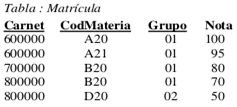 Tabla : Matrícula
Carnet CodMateria Grupo Nota
600000 A20 01 100
600000 A21 01 95
700000 B20 01 80
800000 B20 01 70
800000 D20 02 50